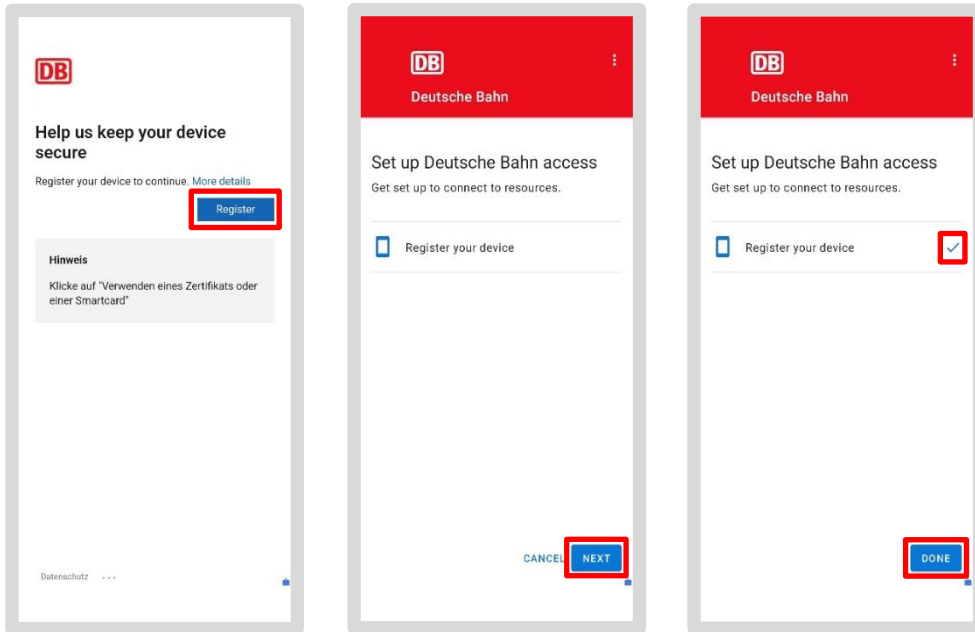 DB
Help us keep your device
secure
Register your device to continue. More details
Register
Hinweis
Klicke auf "Verwenden eines Zertifikats oder
einer Smartcard"
Datenschutz ...
DB
Deutsche Bahn
Set up Deutsche Bahn access
Get set up to connect to resources.
Register your device
CANCEL NEXT
DB
Deutsche Bahn
Set up Deutsche Bahn access
Get set up to connect to resources.
Register your device
DONE